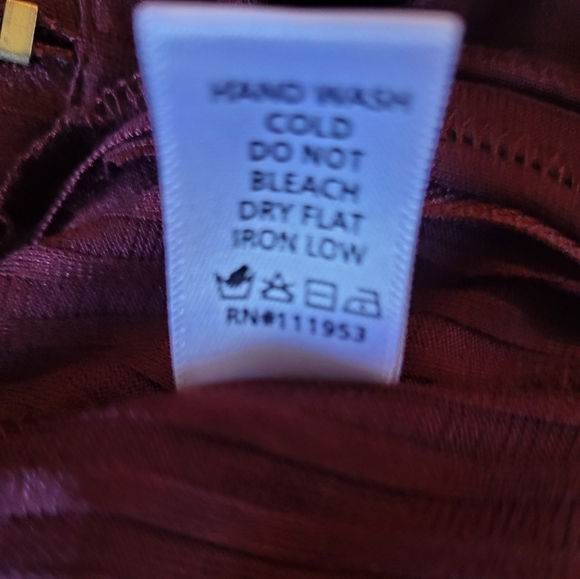 HAND WASH
COLD
DO NOT
BLEACH
DRY FLAT
IRON LOW
RN#111953